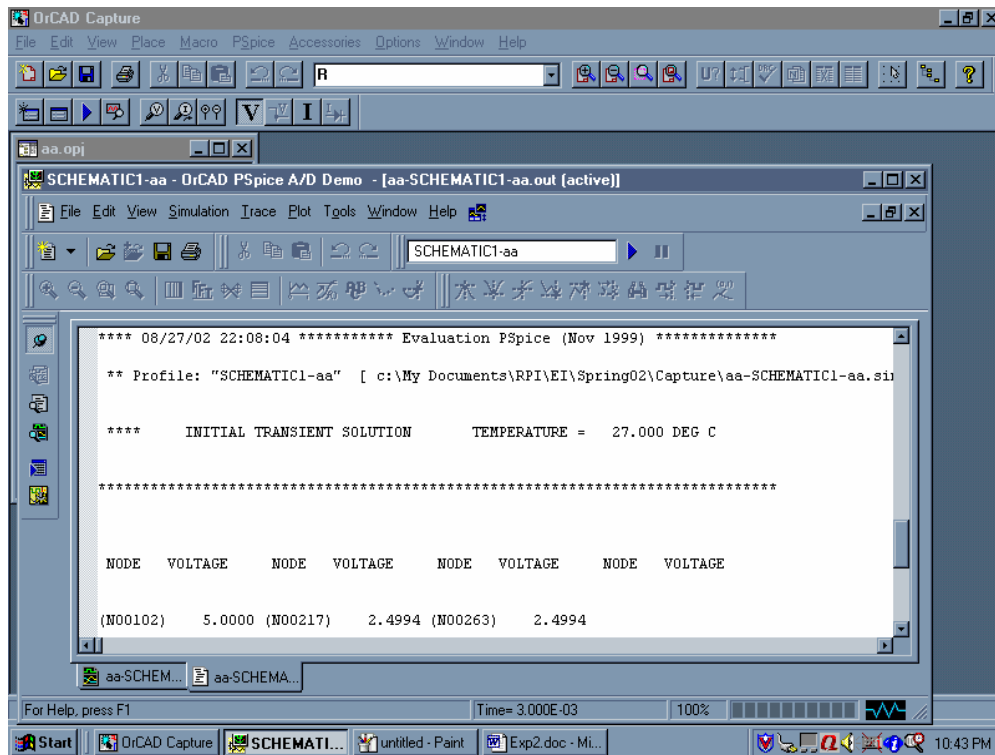 OrCAD Capture
File Edit View Place Macro PSpice Accessories Options Window Help
R
U?
V I
aa.opj
SCHEMATIC1-aa - OrCAD PSpice A/D Demo - [aa-SCHEMATIC1-aa.out (active)]
File Edit View Simulation Trace Plot Tools Window Help
SCHEMATIC1-aa
**** 08/27/02 22:08:04 *********** Evaluation PSpice (Nov 1999) **************
** Profile: "SCHEMATIC1-aa" [ c:\My Documents\RPI\EI\Spring02\Capture\aa-SCHEMATIC1-aa.sim
**** INITIAL TRANSIENT SOLUTION TEMPERATURE = 27.000 DEG C
******************************************************************************
NODE VOLTAGE NODE VOLTAGE NODE VOLTAGE NODE VOLTAGE
(N00102) 5.0000 (N00217) 2.4994 (N00263) 2.4994
aa-SCHEM... aa-SCHEMA...
For Help, press F1 Time= 3.000E-03 100%
Start OrCAD Capture SCHEMATI... untitled - Paint Exp2.doc - Mi... 10:43 PM